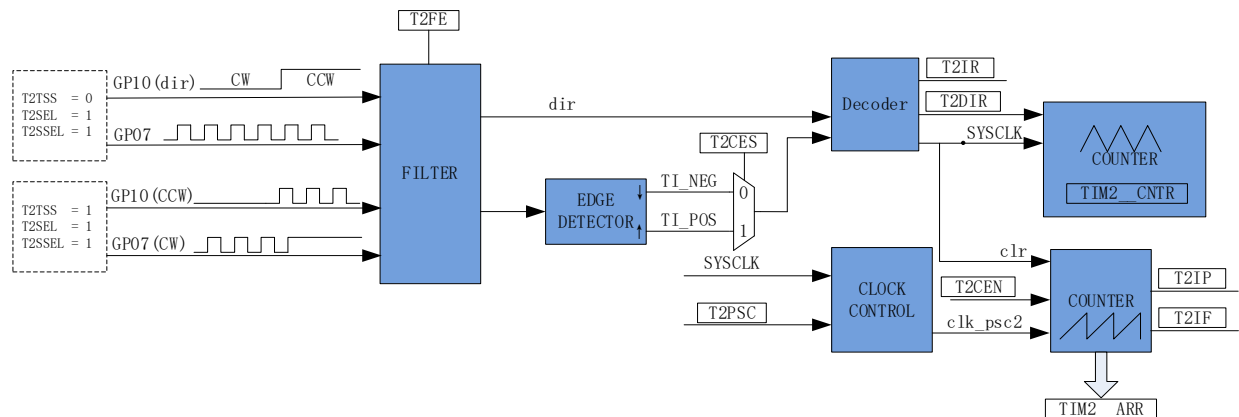 T2FE
T2TSS = 0
T2SEL = 1
T2SSEL = 1
GP10(dir)
CW
CCW
GP07
T2TSS = 1
T2SEL = 1
T2SSEL = 1
GP10(CCW)
GP07(CW)
FILTER
dir
EDGE
DETECTOR
TI_NEG
TI_POS
T2CES
0
1
Decoder
T2IR
T2DIR
SYSCLK
COUNTER
TIM2__CNTR
SYSCLK
T2PSC
CLOCK
CONTROL
clr
T2CEN
clk_psc2
COUNTER
T2IP
T2IF
TIM2__ARR